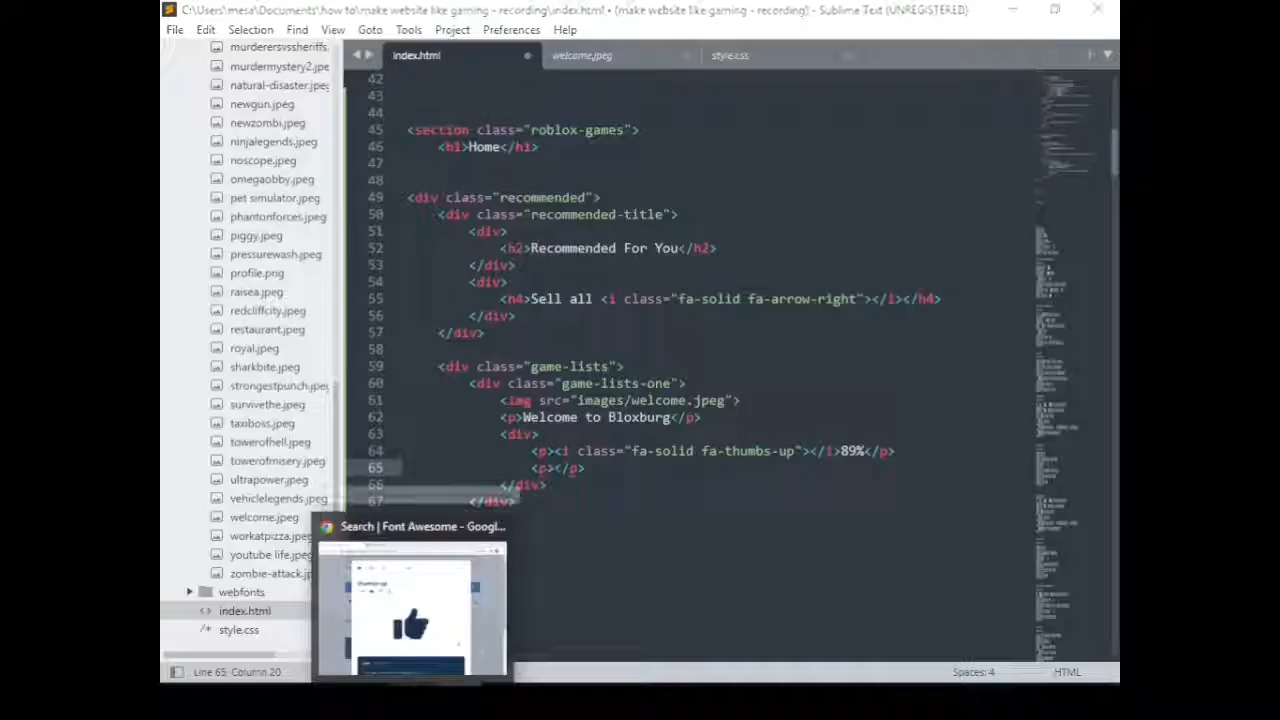 C:\Users\mesa\Documents\how to\make website like gaming - recording\index.html • (make website like gaming - recording) - Sublime Text (UNREGISTERED)
File Edit Selection Find View Goto Tools Project Preferences Help
murderersvssheriffs.
murdermystery2.jpe
natural-disaster.jpeg
newgun.jpeg
newzombi.jpeg
ninjalegends.jpeg
noscope.jpeg
omegaobby.jpeg
pet simulator.jpeg
phantonforces.jpeg
piggy.jpeg
pressurewash.jpeg
profile.png
raisea.jpeg
redcliffcity.jpeg
restaurant.jpeg
royal.jpeg
sharkbite.jpeg
strongestpunch.jpeg
survivethe.jpeg
taxiboss.jpeg
towerofhell.jpeg
towerofmisery.jpeg
ultrapower.jpeg
vehiclelegends.jpeg
welcome.jpeg
workatpizza.jpeg
youtube life.jpeg
zombie-attack.jp
webfonts
index.html
style.css
index.html welcome.jpeg style.css
42
43
44
45 <section class="roblox-games">
46 <h1>Home</h1>
47
48
49 <div class="recommended">
50 <div class="recommended-title">
51 <div>
52 <h2>Recommended For You</h2>
53 </div>
54 <div>
55 <h4>Sell all <i class="fa-solid fa-arrow-right"></i></h4>
56 </div>
57 </div>
58
59 <div class="game-lists">
60 <div class="game-lists-one">
61 <img src="images/welcome.jpeg">
62 <p>Welcome to Bloxburg</p>
63 <div>
64 <p><i class="fa-solid fa-thumbs-up"></i>89%</p>
65 <p></p>
66 </div>
67 </div>
Search | Font Awesome - Googl...
Line 65, Column 20 Spaces: 4 HTML